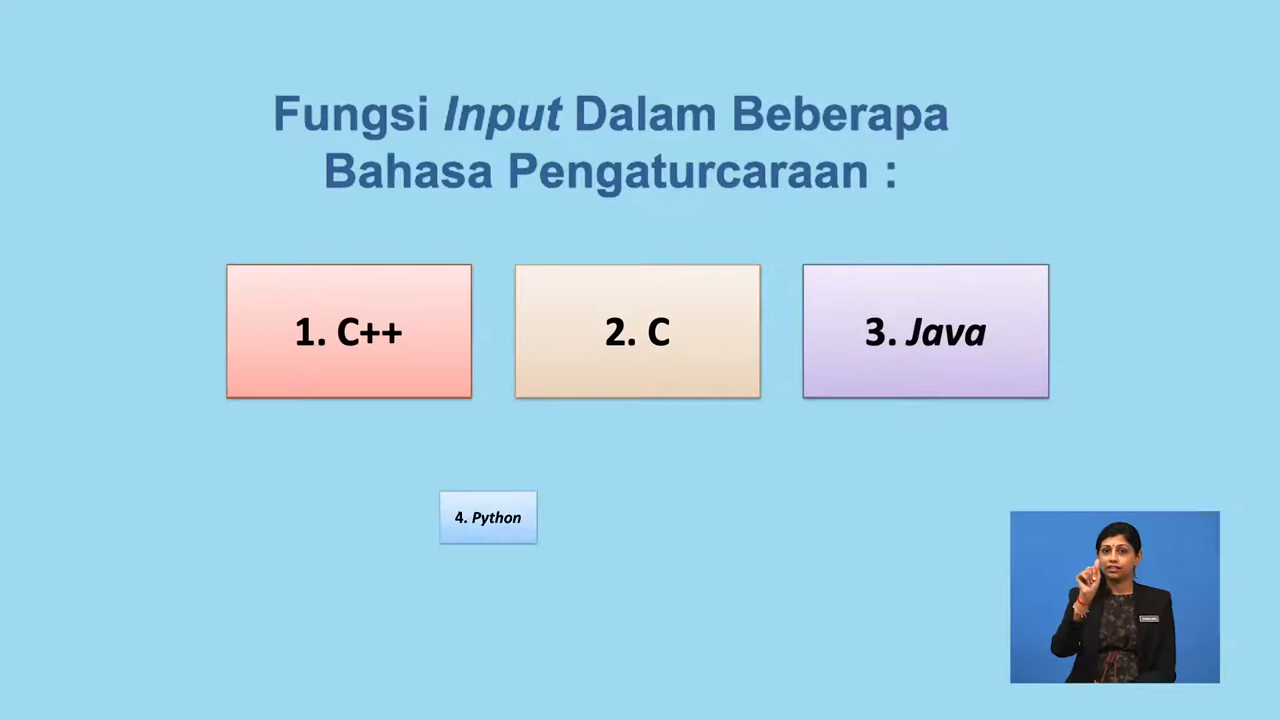 Fungsi Input Dalam Beberapa
Bahasa Pengaturcaraan :
1. C++
2. C
3. Java
4. Python